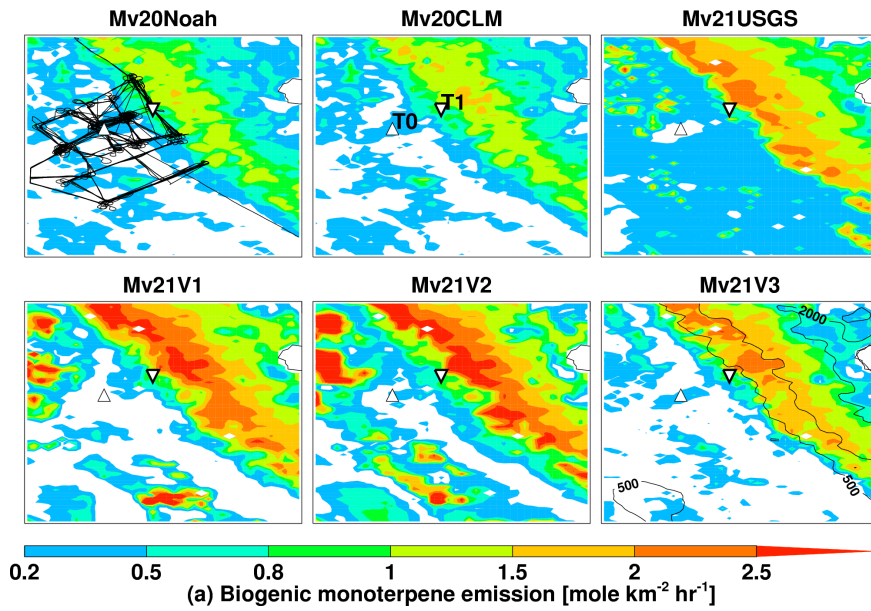 Mv20Noah Mv20CLM Mv21USGS
T1
T0
Mv21V1 Mv21V2 Mv21V3
2000
500
500
0.2 0.5 0.8 1 1.5 2 2.5
(a) Biogenic monoterpene emission [mole km⁻² hr⁻¹]